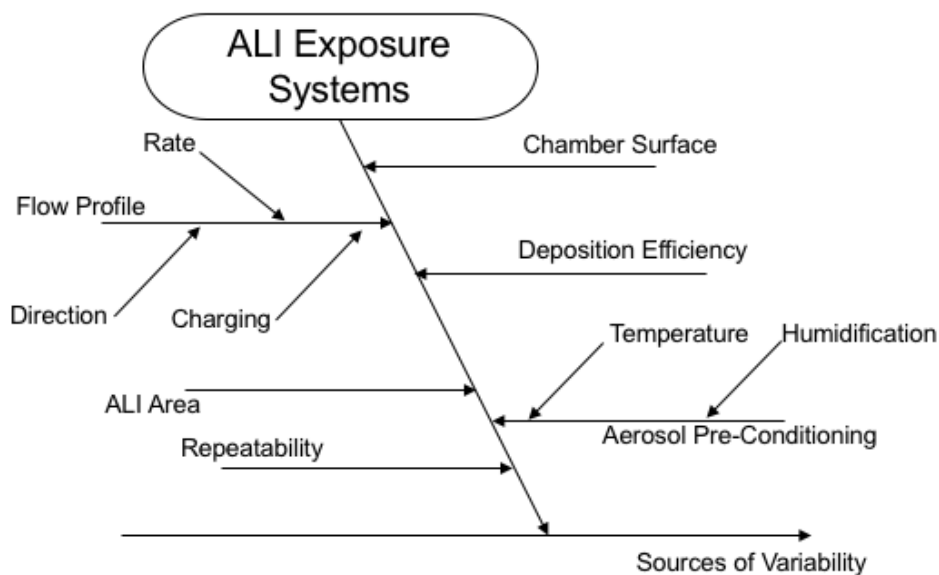 ALI Exposure
Systems
Rate
Chamber Surface
Flow Profile
Deposition Efficiency
Direction
Charging
Temperature
Humidification
ALI Area
Aerosol Pre-Conditioning
Repeatability
Sources of Variability